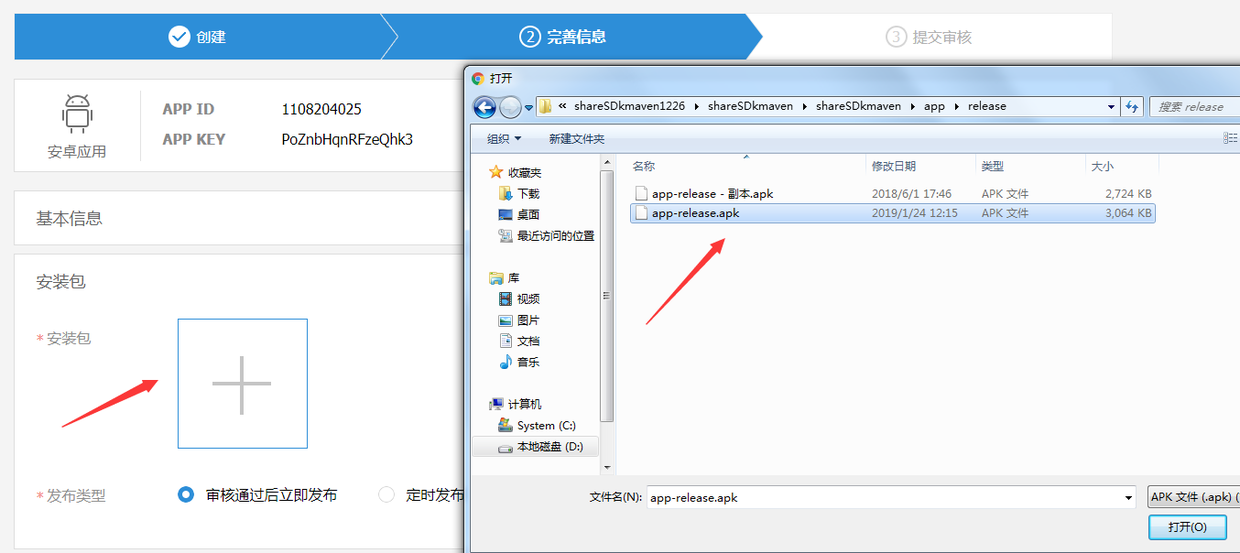 创建
2 完善信息
3 提交审核
安卓应用
APP ID 1108204025
APP KEY PoZnbHqnRFzeQhk3
基本信息
安装包
* 安装包
* 发布类型 审核通过后立即发布 定时发布
打开
« shareSDkmaven1226 shareSDkmaven shareSDkmaven app release
搜索 release
组织 新建文件夹
收藏夹
下载
桌面
最近访问的位置
库
视频
图片
文档
音乐
计算机
System (C:)
本地磁盘 (D:)
名称 修改日期 类型 大小
app-release - 副本.apk 2018/6/1 17:46 APK 文件 2,724 KB
app-release.apk 2019/1/24 12:15 APK 文件 3,064 KB
文件名(N): app-release.apk
APK 文件 (.apk) (
打开(O)